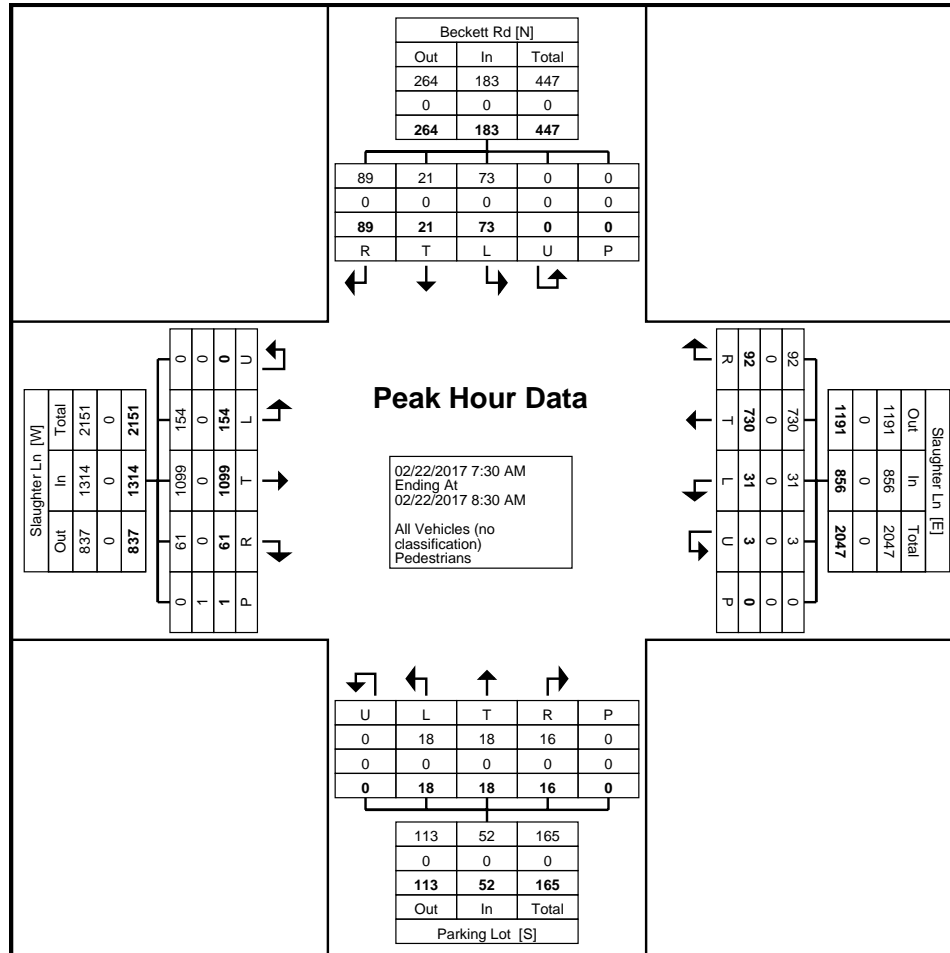 Beckett Rd [N]
Out In Total
264 183 447
0 0 0
264 183 447
89 21 73 0 0
0 0 0 0 0
89 21 73 0 0
R T L U P
Slaughter Ln [W]
Total In Out
2151 1314 837
0 0 0
2151 1314 837
0 154 1099 61 0
0 0 0 0 1
0 154 1099 61 1
U L T R P
Peak Hour Data
02/22/2017 7:30 AM
Ending At
02/22/2017 8:30 AM
All Vehicles (no
classification)
Pedestrians
R T L U P
92 730 31 3 0
0 0 0 0 0
92 730 31 3 0
Slaughter Ln [E]
Out In Total
1191 856 2047
0 0 0
1191 856 2047
U L T R P
0 18 18 16 0
0 0 0 0 0
0 18 18 16 0
113 52 165
0 0 0
113 52 165
Out In Total
Parking Lot [S]